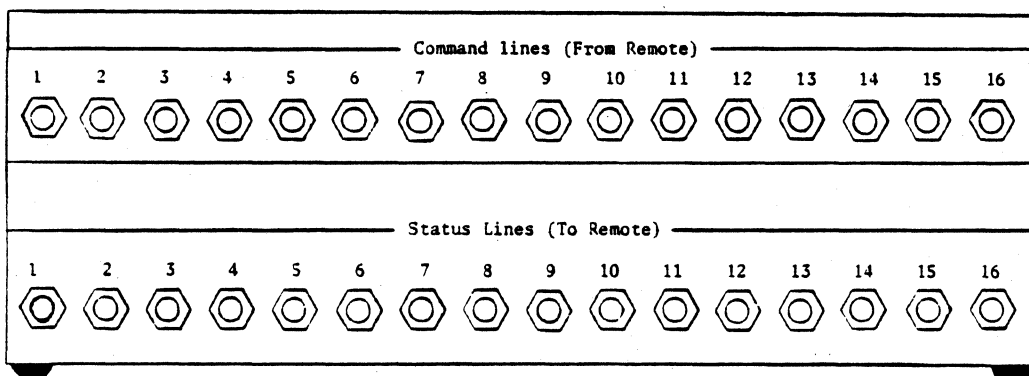 Command lines (From Remote)
1 2 3 4 5 6 7 8 9 10 11 12 13 14 15 16
Status Lines (To Remote)
1 2 3 4 5 6 7 8 9 10 11 12 13 14 15 16